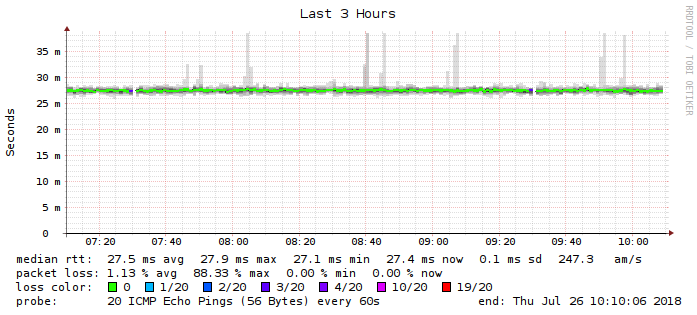 Last 3 Hours
RRDTOOL / TOBI OETIKER
Seconds
35 m
30 m
25 m
20 m
15 m
10 m
5 m
0
07:20 07:40 08:00 08:20 08:40 09:00 09:20 09:40 10:00
median rtt: 27.5 ms avg 27.9 ms max 27.1 ms min 27.4 ms now 0.1 ms sd 247.3 am/s
packet loss: 1.13 % avg 88.33 % max 0.00 % min 0.00 % now
loss color: 0 1/20 2/20 3/20 4/20 10/20 19/20
probe: 20 ICMP Echo Pings (56 Bytes) every 60s end: Thu Jul 26 10:10:06 2018